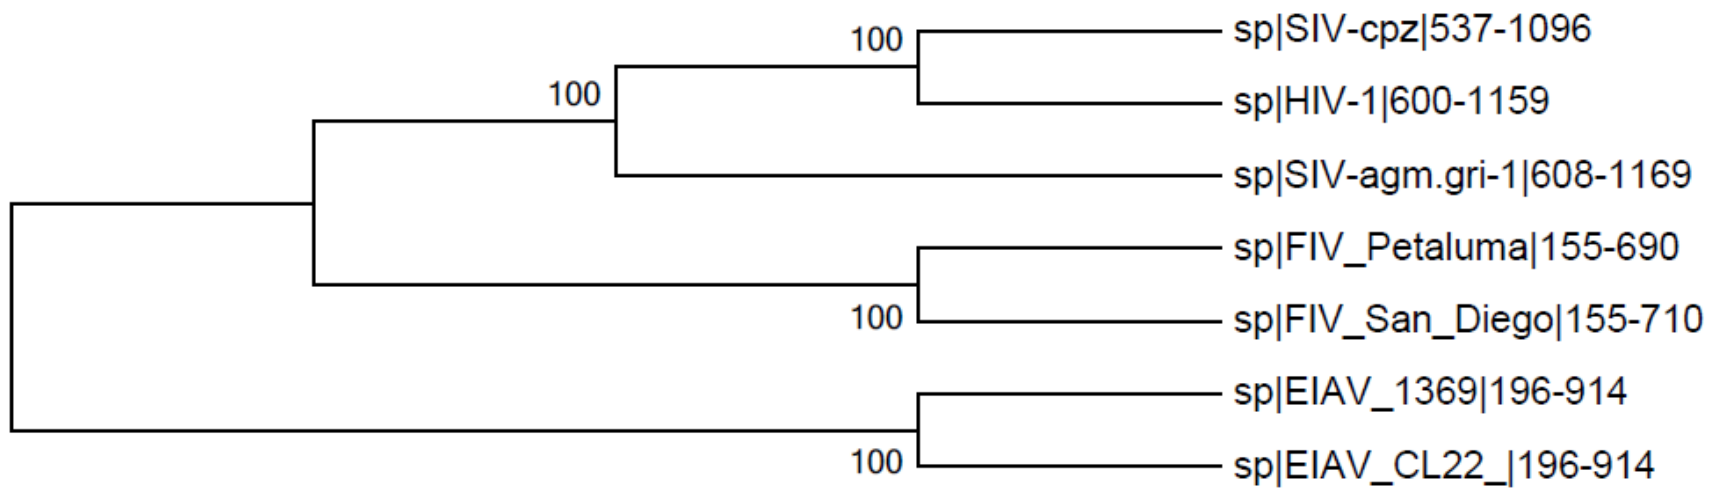 100
sp|SIV-cpz|537-1096
100
sp|HIV-1|600-1159
sp|SIV-agm.gri-1|608-1169
sp|FIV_Petaluma|155-690
100
sp|FIV_San_Diego|155-710
sp|EIAV_1369|196-914
100
sp|EIAV_CL22_|196-914